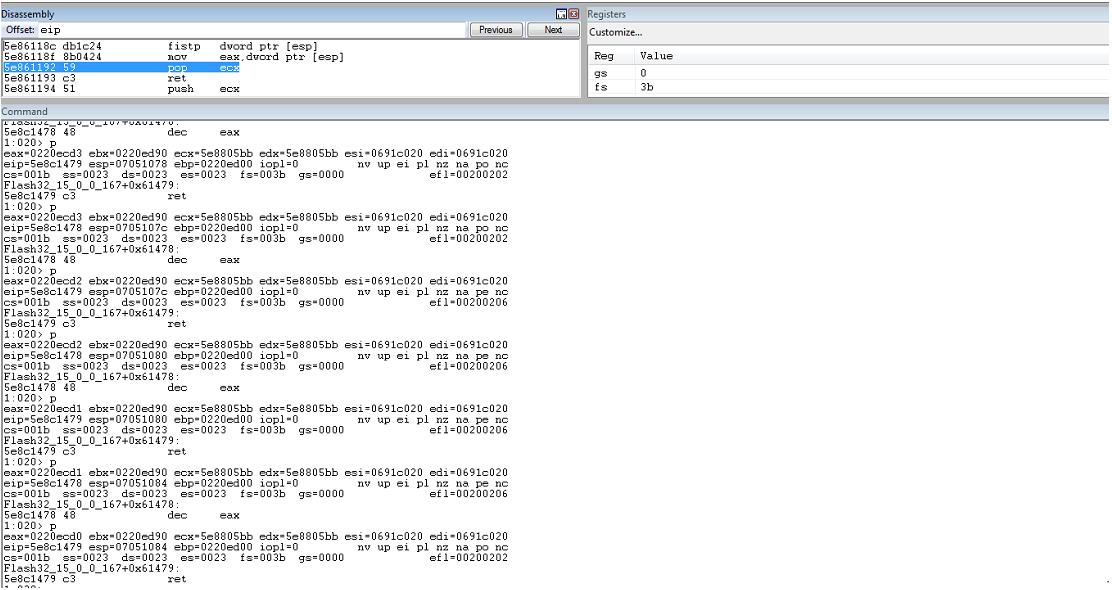 Disassembly
Offset: eip
Previous
Next
5e86118c db1c24 fistp dword ptr [esp]
5e86118f 8b0424 mov eax,dword ptr [esp]
5e861192 59 pop ecx
5e861193 c3 ret
5e861194 51 push ecx
Registers
Customize...
Reg Value
gs 0
fs 3b
Command
Flash32_15_0_0_167+0x61478:
5e8c1478 48 dec eax
1:020> p
eax=0220ecd3 ebx=0220ed90 ecx=5e8805bb edx=5e8805bb esi=0691c020 edi=0691c020
eip=5e8c1479 esp=07051078 ebp=0220ed00 iopl=0 nv up ei pl nz na po nc
cs=001b ss=0023 ds=0023 es=0023 fs=003b gs=0000 efl=00200202
Flash32_15_0_0_167+0x61479:
5e8c1479 c3 ret
1:020> p
eax=0220ecd3 ebx=0220ed90 ecx=5e8805bb edx=5e8805bb esi=0691c020 edi=0691c020
eip=5e8c1478 esp=0705107c ebp=0220ed00 iopl=0 nv up ei pl nz na po nc
cs=001b ss=0023 ds=0023 es=0023 fs=003b gs=0000 efl=00200202
Flash32_15_0_0_167+0x61478:
5e8c1478 48 dec eax
1:020> p
eax=0220ecd2 ebx=0220ed90 ecx=5e8805bb edx=5e8805bb esi=0691c020 edi=0691c020
eip=5e8c1479 esp=0705107c ebp=0220ed00 iopl=0 nv up ei pl nz na pe nc
cs=001b ss=0023 ds=0023 es=0023 fs=003b gs=0000 efl=00200206
Flash32_15_0_0_167+0x61479:
5e8c1479 c3 ret
1:020> p
eax=0220ecd2 ebx=0220ed90 ecx=5e8805bb edx=5e8805bb esi=0691c020 edi=0691c020
eip=5e8c1478 esp=07051080 ebp=0220ed00 iopl=0 nv up ei pl nz na pe nc
cs=001b ss=0023 ds=0023 es=0023 fs=003b gs=0000 efl=00200206
Flash32_15_0_0_167+0x61478:
5e8c1478 48 dec eax
1:020> p
eax=0220ecd1 ebx=0220ed90 ecx=5e8805bb edx=5e8805bb esi=0691c020 edi=0691c020
eip=5e8c1479 esp=07051080 ebp=0220ed00 iopl=0 nv up ei pl nz na pe nc
cs=001b ss=0023 ds=0023 es=0023 fs=003b gs=0000 efl=00200206
Flash32_15_0_0_167+0x61479:
5e8c1479 c3 ret
1:020> p
eax=0220ecd1 ebx=0220ed90 ecx=5e8805bb edx=5e8805bb esi=0691c020 edi=0691c020
eip=5e8c1478 esp=07051084 ebp=0220ed00 iopl=0 nv up ei pl nz na pe nc
cs=001b ss=0023 ds=0023 es=0023 fs=003b gs=0000 efl=00200206
Flash32_15_0_0_167+0x61478:
5e8c1478 48 dec eax
1:020> p
eax=0220ecd0 ebx=0220ed90 ecx=5e8805bb edx=5e8805bb esi=0691c020 edi=0691c020
eip=5e8c1479 esp=07051084 ebp=0220ed00 iopl=0 nv up ei pl nz na po nc
cs=001b ss=0023 ds=0023 es=0023 fs=003b gs=0000 efl=00200202
Flash32_15_0_0_167+0x61479:
5e8c1479 c3 ret